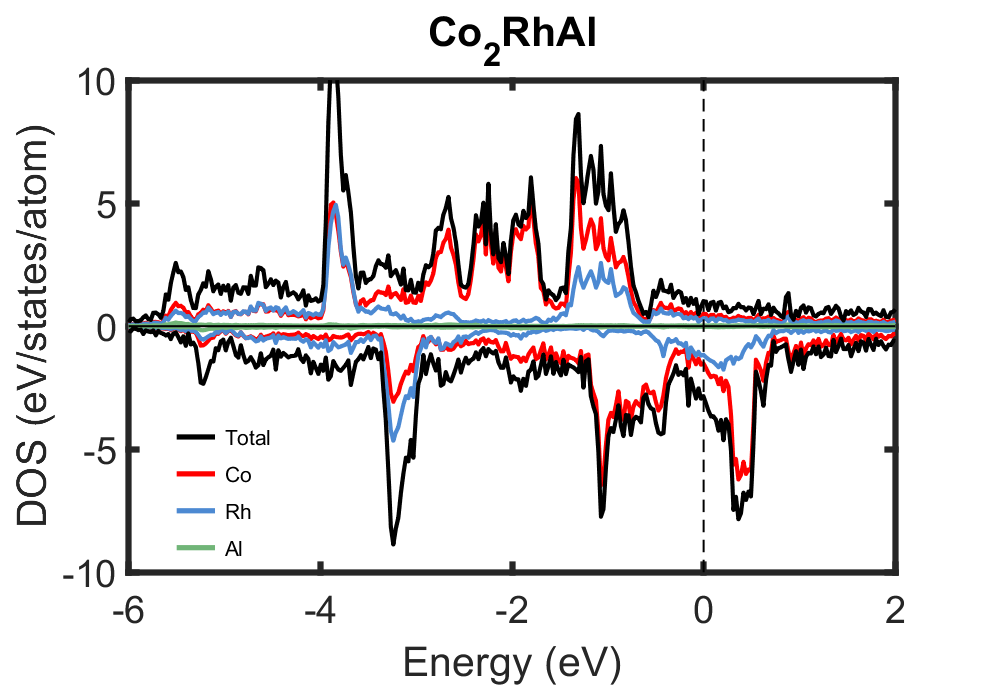 Co₂RhAl
10
5
0
-5
-10
DOS (eV/states/atom)
Total
Co
Rh
Al
-6 -4 -2 0 2
Energy (eV)